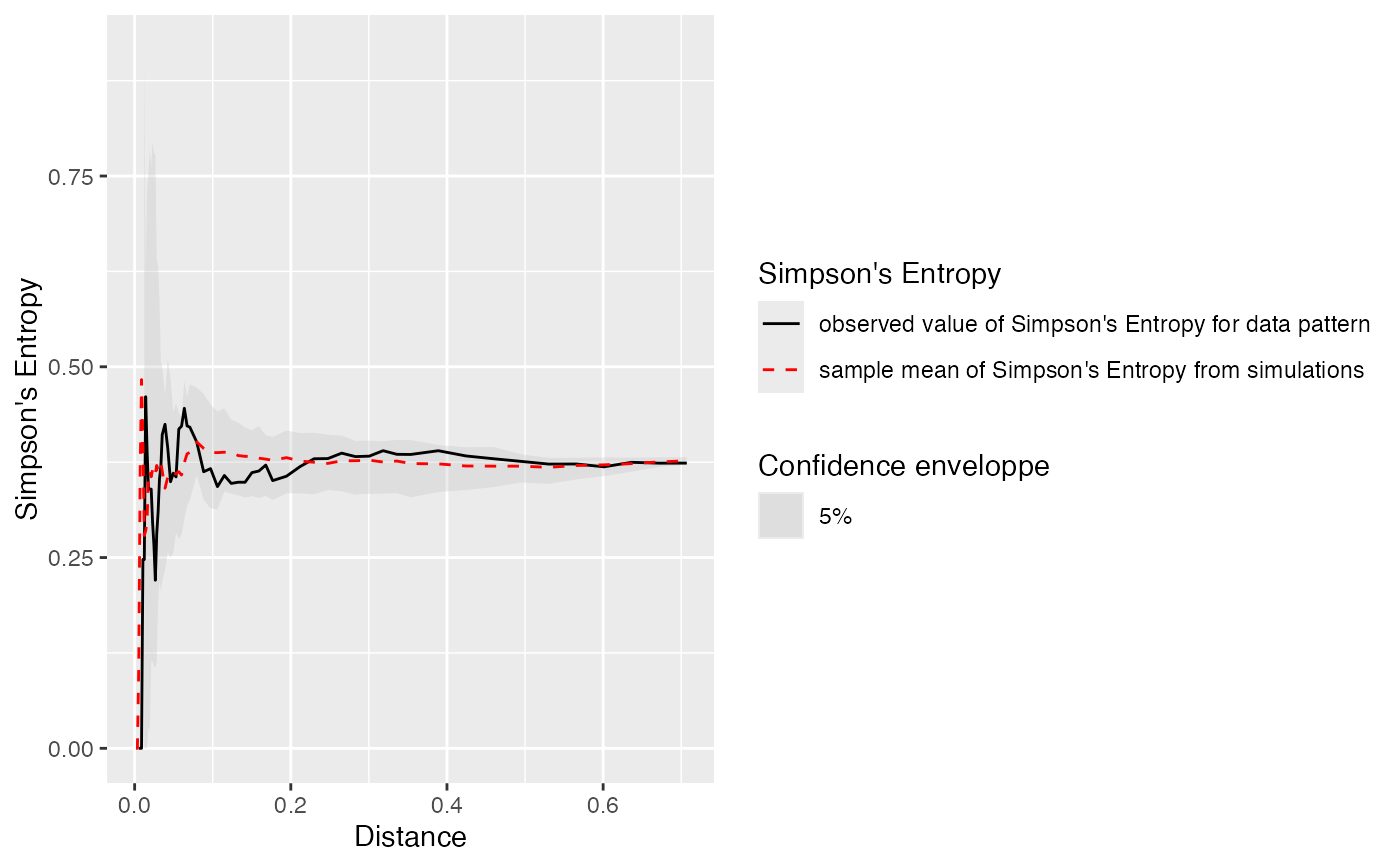 Simpson's Entropy
0.75
0.50
0.25
0.00
0.0 0.2 0.4 0.6
Distance
Simpson's Entropy
observed value of Simpson's Entropy for data pattern
sample mean of Simpson's Entropy from simulations
Confidence enveloppe
5%